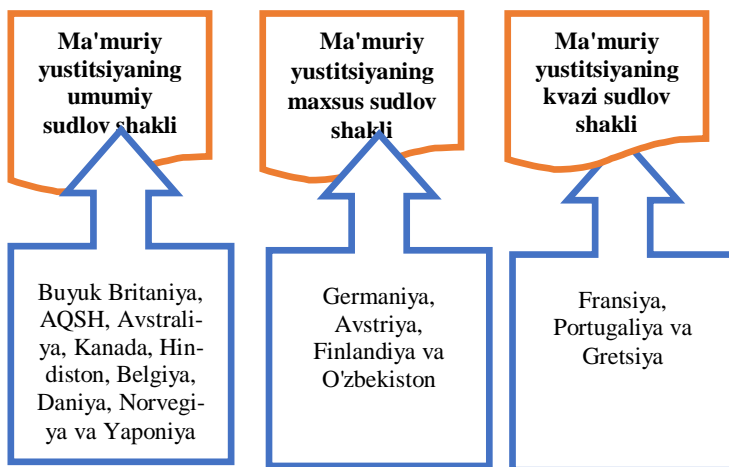 Ma'muriy
yustitsiyaning
umumiy
sudlov shakli
Ma'muriy
yustitsiyaning
maxsus sudlov
shakli
Ma'muriy
yustitsiyaning
kvazi sudlov
shakli
Buyuk Britaniya,
AQSH, Avstrali-
ya, Kanada, Hin-
diston, Belgiya,
Daniya, Norvegi-
ya va Yaponiya
Germaniya,
Avstriya,
Finlandiya va
O'zbekiston
Fransiya,
Portugaliya va
Gretsiya